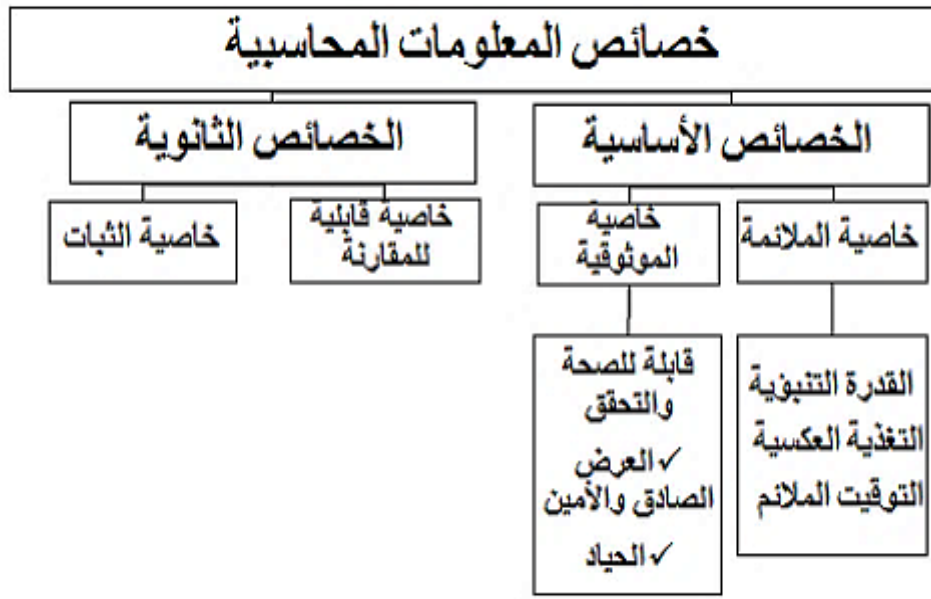 خصائص المعلومات المحاسبية
الخصائص الأساسية
الخصائص الثانوية
خاصية الملائمة
خاصية
الموثوقية
خاصية قابلية
للمقارنة
خاصية الثبات
القدرة التنبؤية
التغذية العكسية
التوقيت الملائم
قابلة للصحة
والتحقق
✓ العرض
الصادق والأمين
✓ الحياد